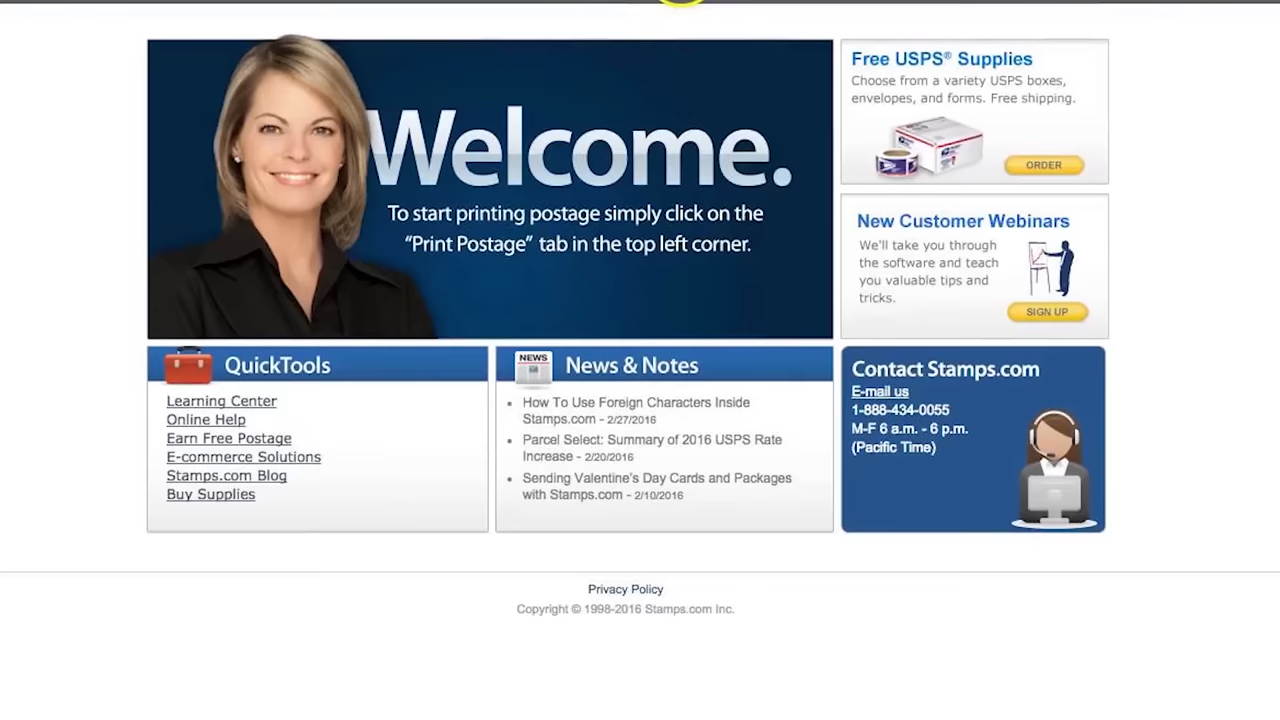 Welcome.
To start printing postage simply click on the
“Print Postage” tab in the top left corner.
Free USPS® Supplies
Choose from a variety USPS boxes,
envelopes, and forms. Free shipping.
ORDER
New Customer Webinars
We'll take you through
the software and teach
you valuable tips and
tricks.
SIGN UP
QuickTools
Learning Center
Online Help
Earn Free Postage
E-commerce Solutions
Stamps.com Blog
Buy Supplies
NEWS
News & Notes
How To Use Foreign Characters Inside
Stamps.com - 2/27/2016
Parcel Select: Summary of 2016 USPS Rate
Increase - 2/20/2016
Sending Valentine's Day Cards and Packages
with Stamps.com - 2/10/2016
Contact Stamps.com
E-mail us
1-888-434-0055
M-F 6 a.m. - 6 p.m.
(Pacific Time)
Privacy Policy
Copyright © 1998-2016 Stamps.com Inc.